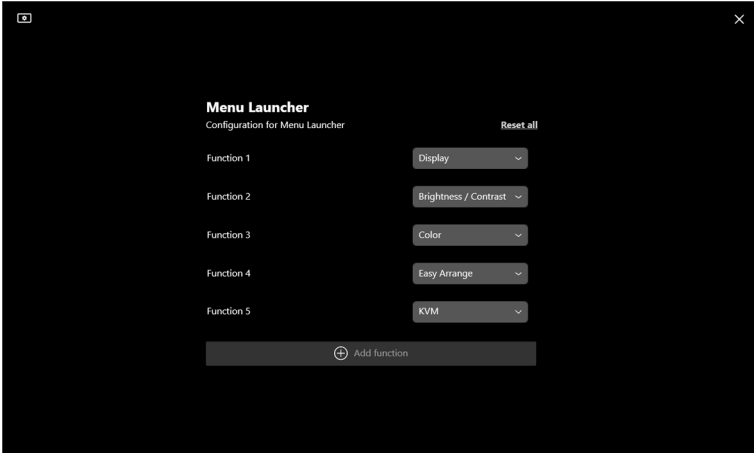 Menu Launcher
Configuration for Menu Launcher Reset all
Function 1 Display
Function 2 Brightness / Contrast
Function 3 Color
Function 4 Easy Arrange
Function 5 KVM
Add function